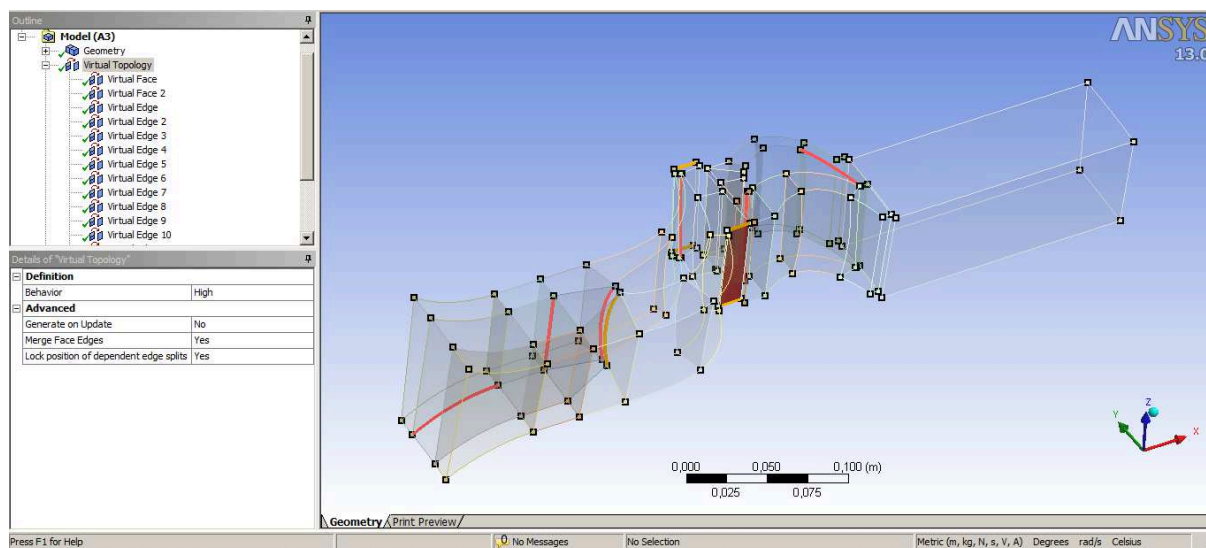 Outline
Model (A3)
Geometry
Virtual Topology
Virtual Face
Virtual Face 2
Virtual Edge
Virtual Edge 2
Virtual Edge 3
Virtual Edge 4
Virtual Edge 5
Virtual Edge 6
Virtual Edge 7
Virtual Edge 8
Virtual Edge 9
Virtual Edge 10
Details of "Virtual Topology"
Definition
Behavior High
Advanced
Generate on Update No
Merge Face Edges Yes
Lock position of dependent edge splits Yes
ANSYS
13.0
Z
Y
X
0,000 0,050 0,100 (m)
0,025 0,075
Geometry Print Preview
Press F1 for Help 0 No Messages No Selection Metric (m, kg, N, s, V, A) Degrees rad/s Celsius